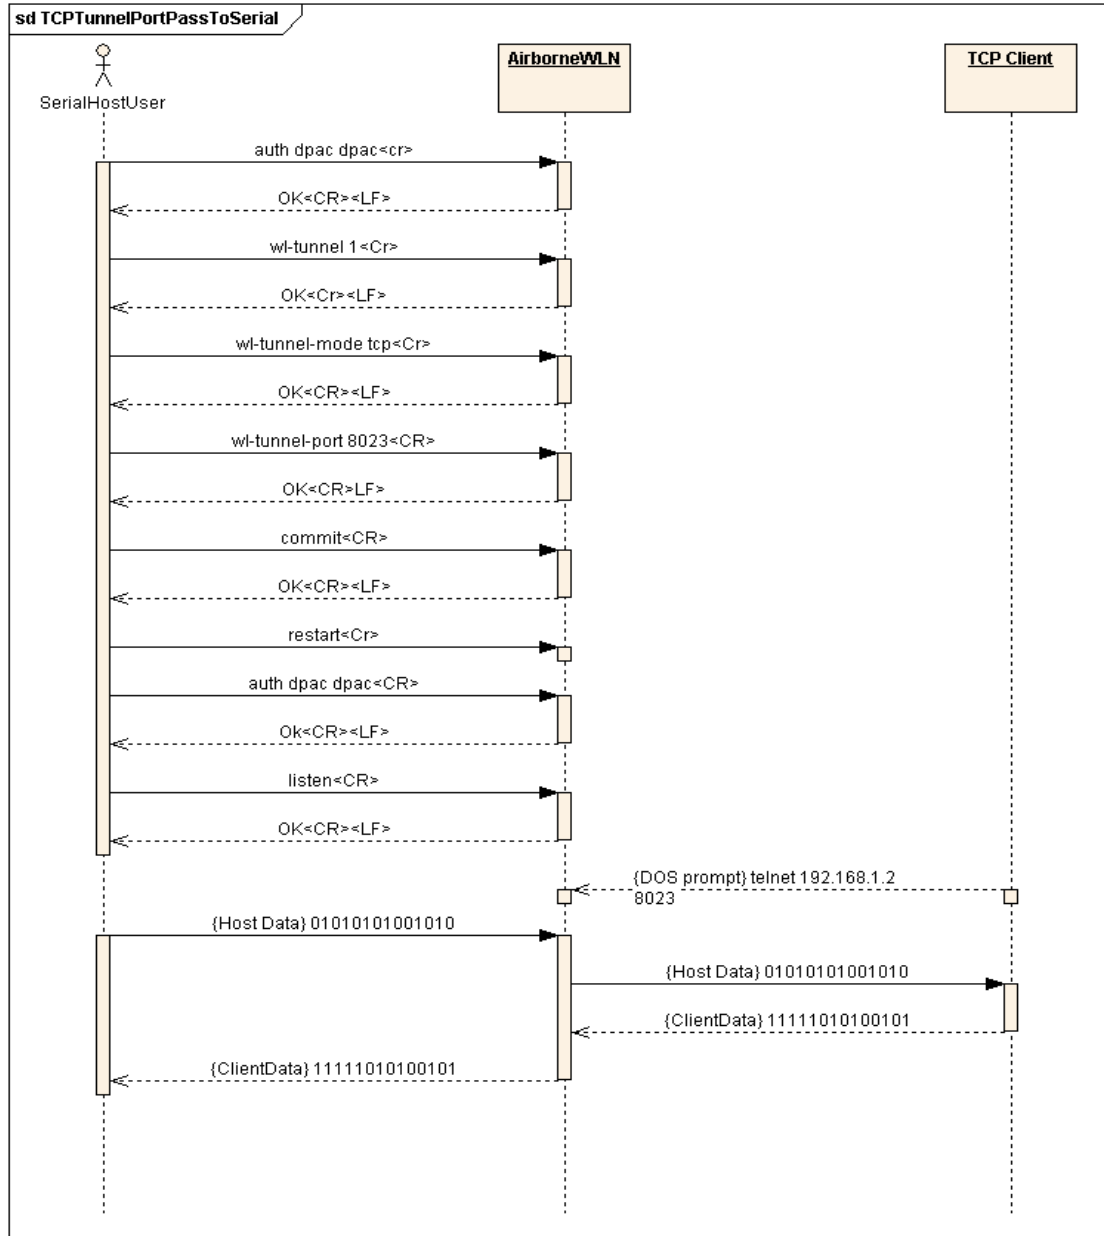 sd TCPTunnelPortPassToSerial
AirborneWLN
TCP Client
SerialHostUser
auth dpac dpac<cr>
OK<CR><LF>
wl-tunnel 1<Cr>
OK<Cr><LF>
wl-tunnel-mode tcp<Cr>
OK<CR><LF>
wl-tunnel-port 8023<CR>
OK<CR>LF>
commit<CR>
OK<CR><LF>
restart<Cr>
auth dpac dpac<CR>
Ok<CR><LF>
listen<CR>
OK<CR><LF>
{DOS prompt} telnet 192.168.1.2
8023
{Host Data} 01010101001010
{Host Data} 01010101001010
{ClientData} 11111010100101
{ClientData} 11111010100101